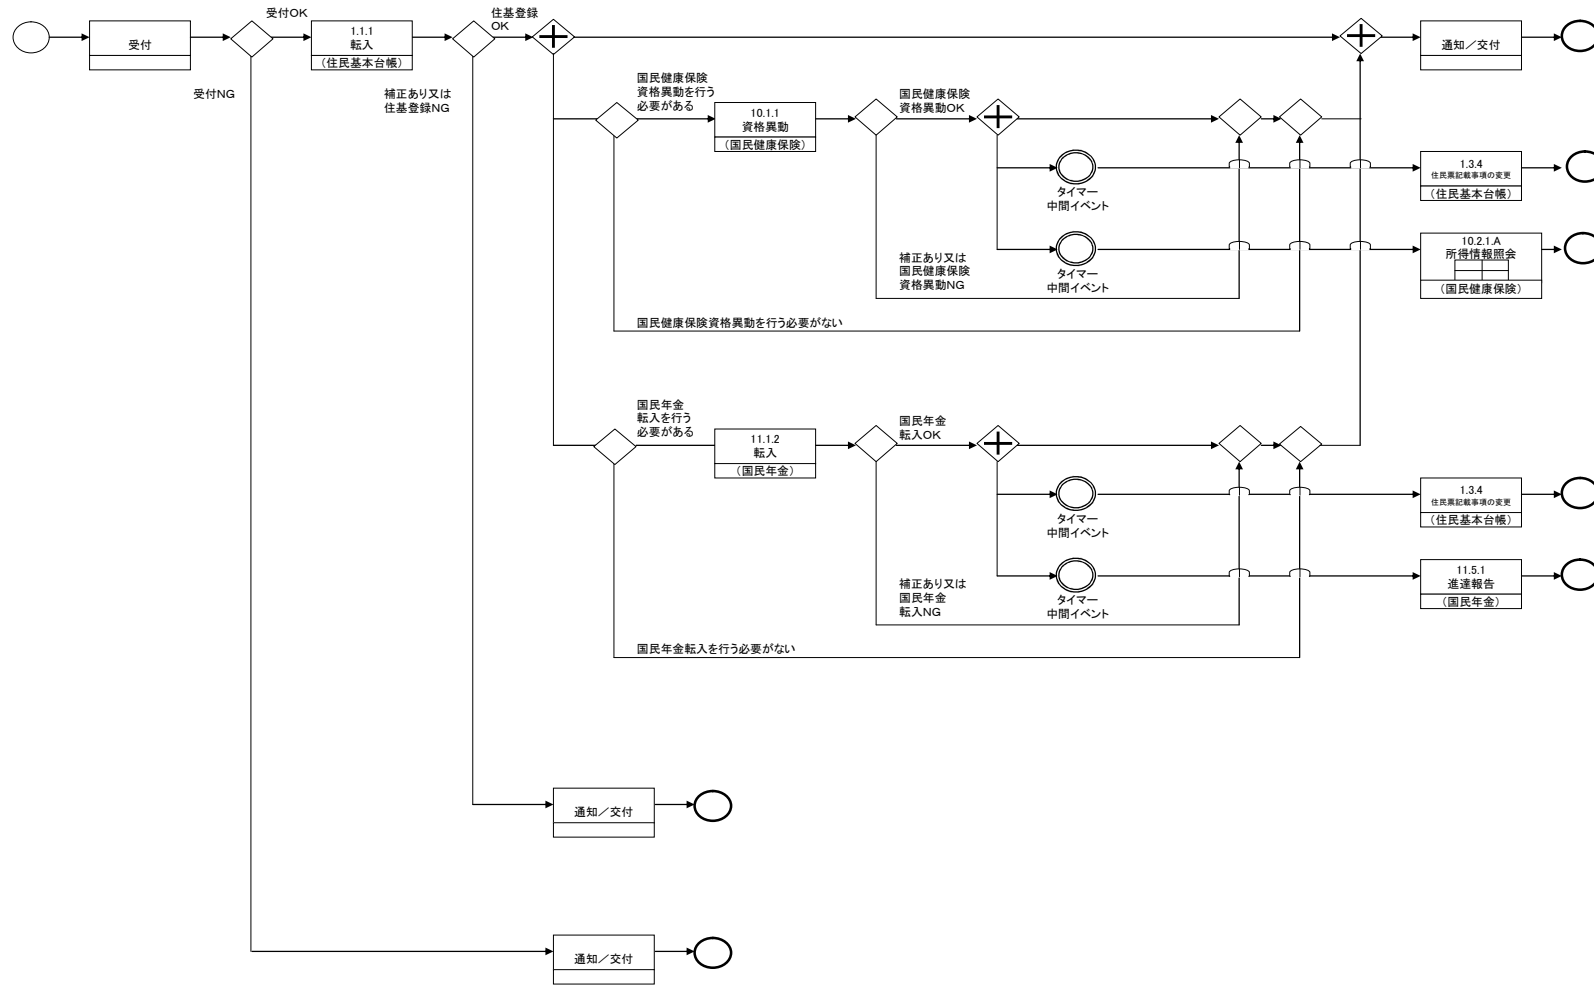 受付
受付OK
受付NG
1.1.1
転入
（住民基本台帳）
住基登録
OK
補正あり又は
住基登録NG
通知／交付
国民健康保険
資格異動を行う
必要がある
10.1.1
資格異動
（国民健康保険）
国民健康保険
資格異動OK
タイマー
中間イベント
1.3.4
住民票記載事項の変更
（住民基本台帳）
タイマー
中間イベント
10.2.1.A
所得情報照会
（国民健康保険）
補正あり又は
国民健康保険
資格異動NG
国民健康保険資格異動を行う必要がない
国民年金
転入を行う
必要がある
11.1.2
転入
（国民年金）
国民年金
転入OK
タイマー
中間イベント
1.3.4
住民票記載事項の変更
（住民基本台帳）
タイマー
中間イベント
11.5.1
進達報告
（国民年金）
補正あり又は
国民年金
転入NG
国民年金転入を行う必要がない
通知／交付
通知／交付